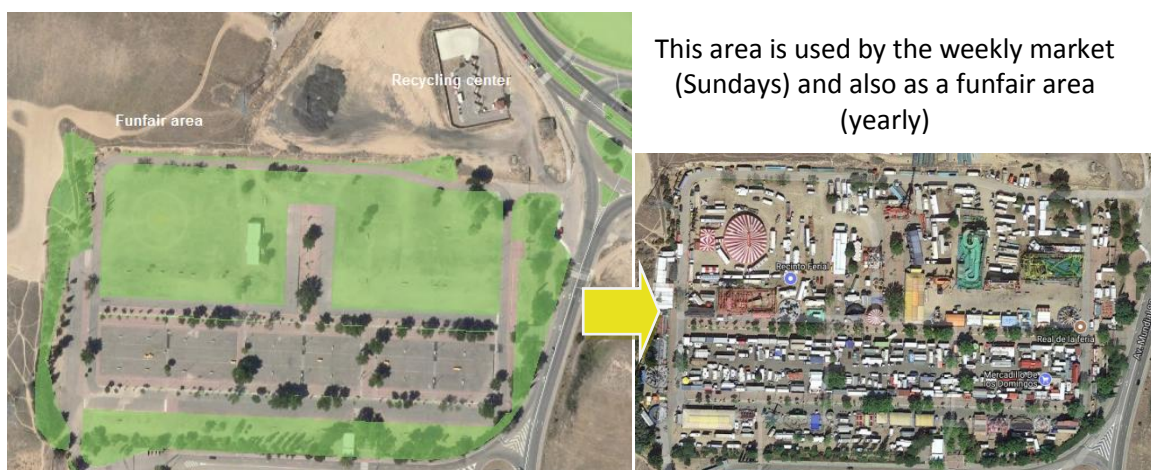 Recycling center
Funfair area
This area is used by the weekly market
(Sundays) and also as a funfair area
(yearly)
Recinto Ferial
Real de la feria
Mercadillo De
los Domingos